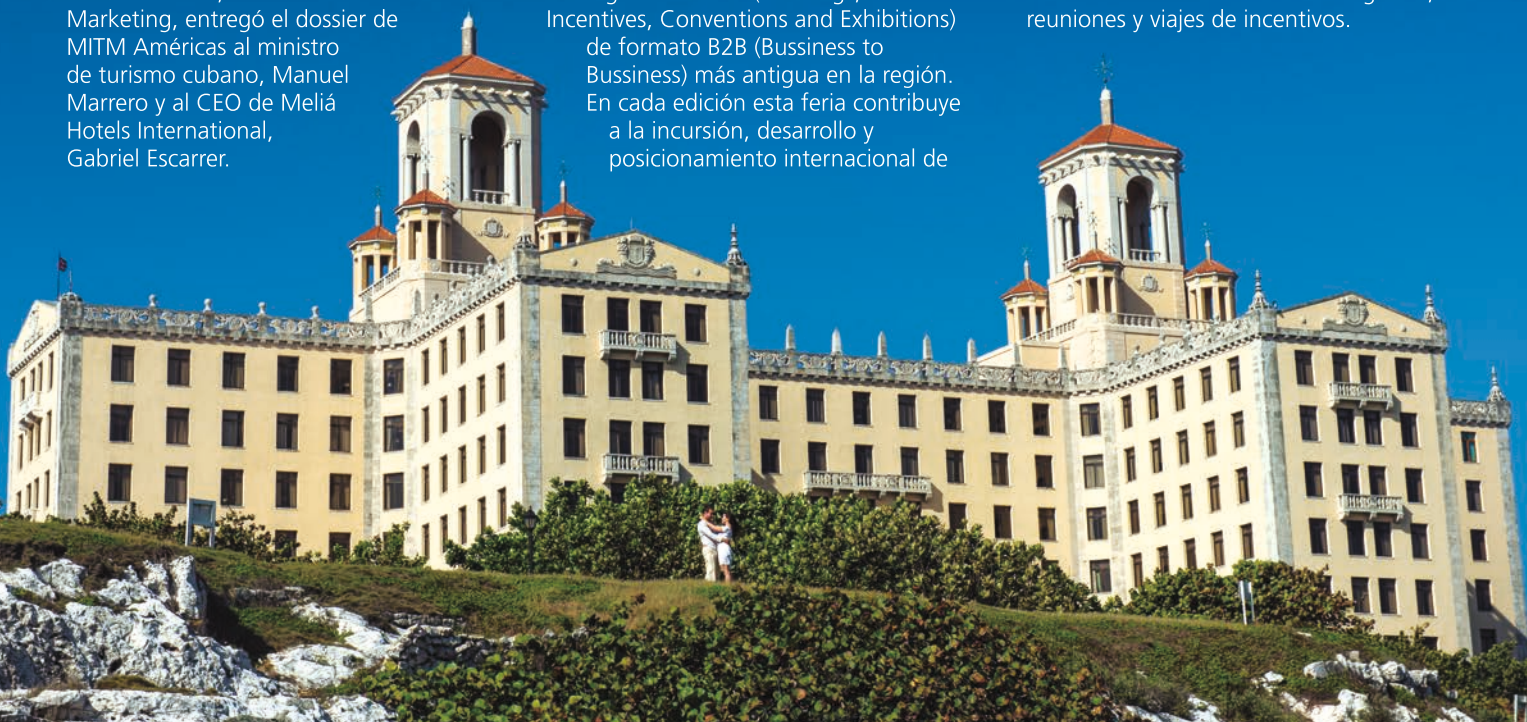 Marketing, entregó el dossier de
MITM Américas al ministro
de turismo cubano, Manuel
Marrero y al CEO de Meliá
Hotels International,
Gabriel Escarrer.
Incentives, Conventions and Exhibitions)
de formato B2B (Bussiness to
Bussiness) más antigua en la región.
En cada edición esta feria contribuye
a la incursión, desarrollo y
posicionamiento internacional de
reuniones y viajes de incentivos.